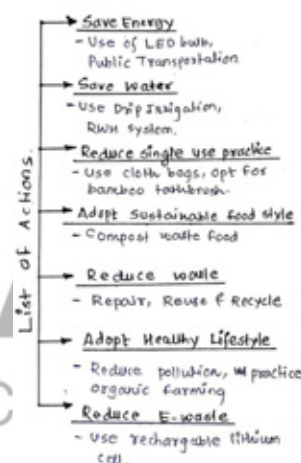 List of Actions.
Save Energy
- Use of LED bulb,
Public Transportation
Save Water
- Use Drip Irrigation,
RWH System.
Reduce single use practice
- Use cloth bags, opt for
bamboo toothbrush.
Adopt Sustainable food style
- Compost waste food
Reduce waste
- Repair, Reuse & Recycle
Adopt Healthy Lifestyle
- Reduce pollution, practice
organic farming
Reduce E-waste
- Use rechargable lithium
cell.